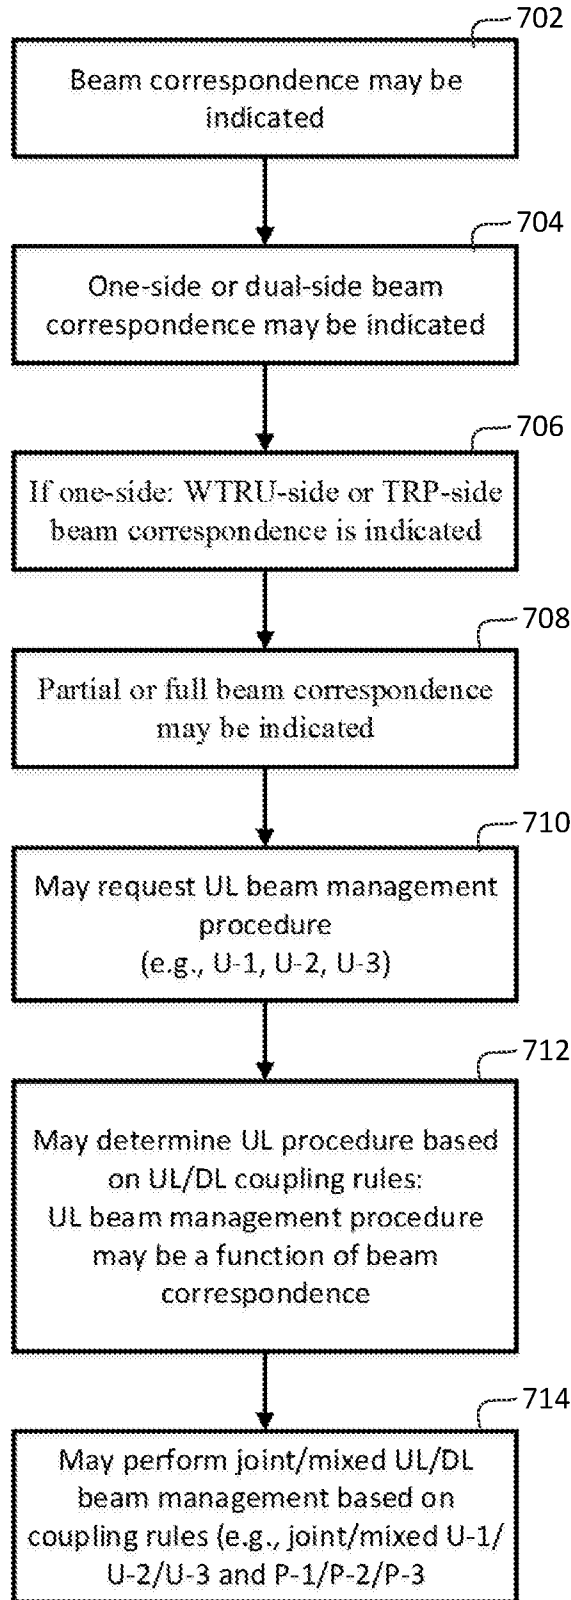 702
Beam correspondence may be
indicated
704
One-side or dual-side beam
correspondence may be indicated
706
If one-side: WTRU-side or TRP-side
beam correspondence is indicated
708
Partial or full beam correspondence
may be indicated
710
May request UL beam management
procedure
(e.g., U-1, U-2, U-3)
712
May determine UL procedure based
on UL/DL coupling rules:
UL beam management procedure
may be a function of beam
correspondence
714
May perform joint/mixed UL/DL
beam management based on
coupling rules (e.g., joint/mixed U-1/
U-2/U-3 and P-1/P-2/P-3